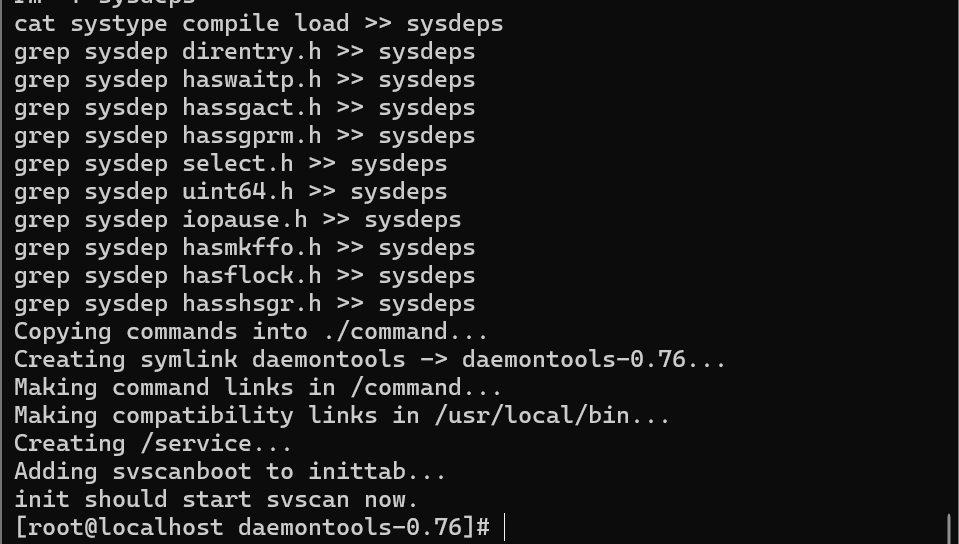 cat systype compile load >> sysdeps
grep sysdep direntry.h >> sysdeps
grep sysdep haswaitp.h >> sysdeps
grep sysdep hassgact.h >> sysdeps
grep sysdep hassgprm.h >> sysdeps
grep sysdep select.h >> sysdeps
grep sysdep uint64.h >> sysdeps
grep sysdep iopause.h >> sysdeps
grep sysdep hasmkffo.h >> sysdeps
grep sysdep hasflock.h >> sysdeps
grep sysdep hasshsgr.h >> sysdeps
Copying commands into ./command...
Creating symlink daemontools -> daemontools-0.76...
Making command links in /command...
Making compatibility links in /usr/local/bin...
Creating /service...
Adding svscanboot to inittab...
init should start svscan now.
[root@localhost daemontools-0.76]#